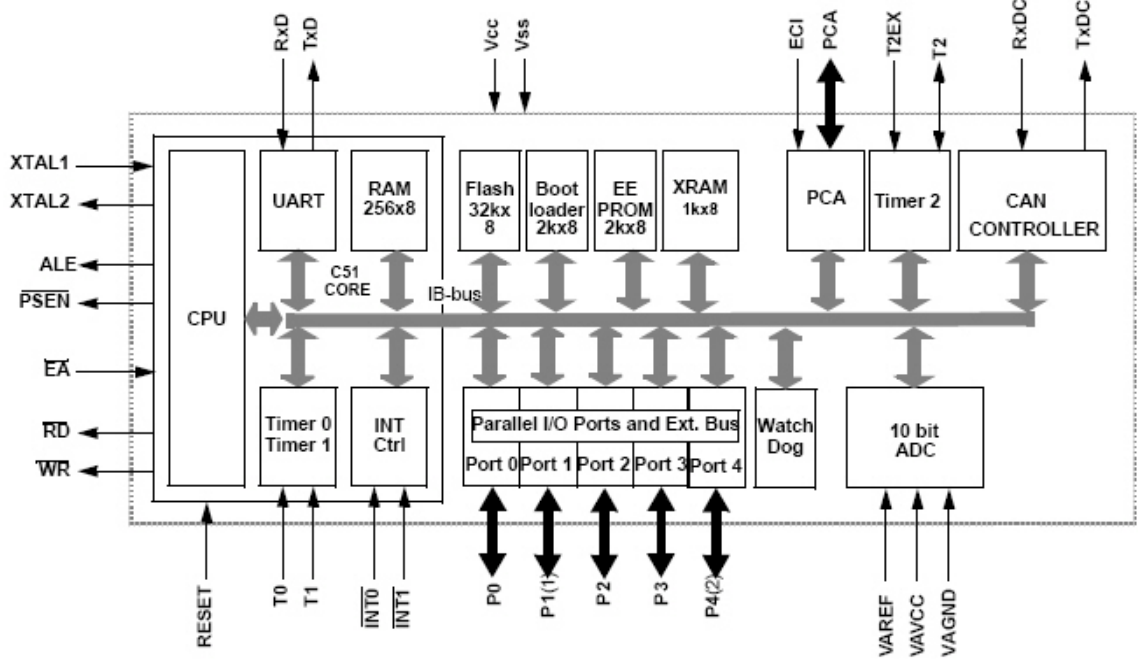 RxD
TxD
Vcc
Vss
ECI
PCA
T2EX
T2
RxDC
TxDC
XTAL1
XTAL2
ALE
PSEN
EA
RD
WR
CPU
UART
RAM
256x8
C51
CORE
IB-bus
Flash
32kx
8
Boot
loader
2kx8
EE
PROM
2kx8
XRAM
1kx8
PCA
Timer 2
CAN
CONTROLLER
Timer 0
Timer 1
INT
Ctrl
Parallel I/O Ports and Ext. Bus
Port 0
Port 1
Port 2
Port 3
Port 4
Watch
Dog
10 bit
ADC
RESET
T0
T1
INT0
INT1
P0
P1(1)
P2
P3
P4(2)
VAREF
VAVCC
VAGND